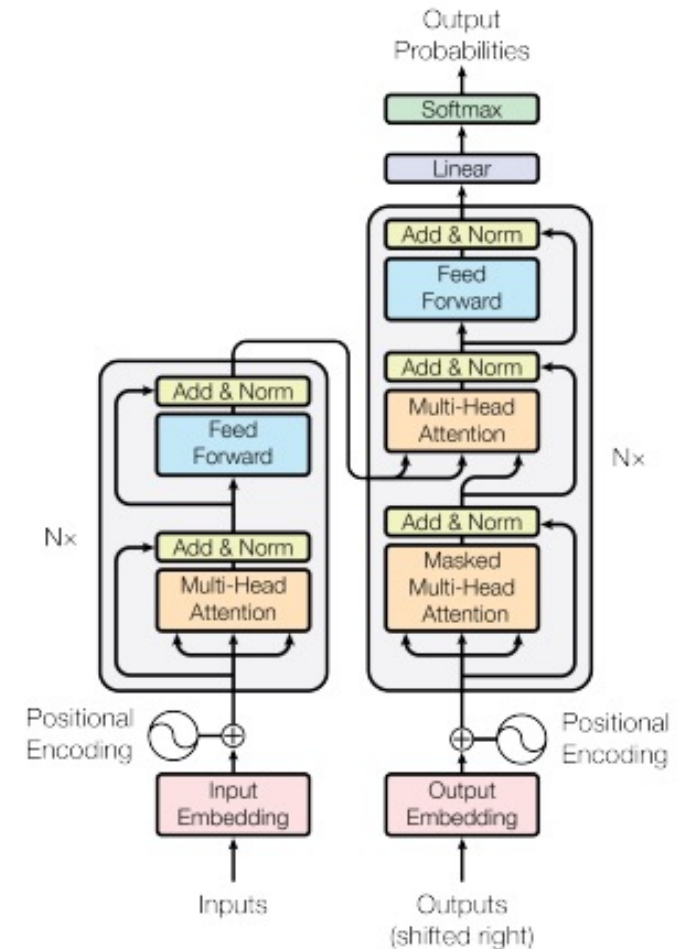 Output
Probabilities
Softmax
Linear
Add & Norm
Feed
Forward
Add & Norm
Multi-Head
Attention
Add & Norm
Masked
Multi-Head
Attention
Nx
Add & Norm
Feed
Forward
Add & Norm
Multi-Head
Attention
Nx
Positional
Encoding
Positional
Encoding
Input
Embedding
Output
Embedding
Inputs
Outputs
(shifted right)